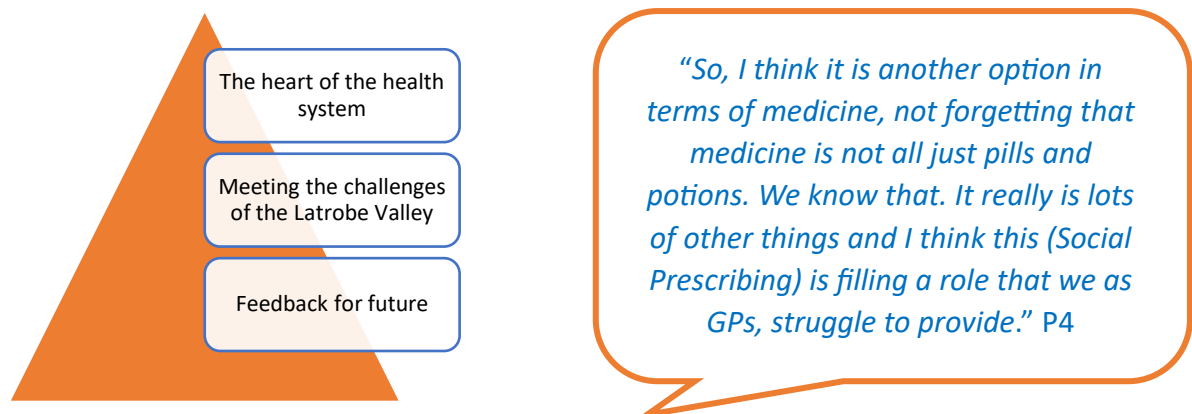 The heart of the health
system
Meeting the challenges
of the Latrobe Valley
Feedback for future
“So, I think it is another option in
terms of medicine, not forgetting that
medicine is not all just pills and
potions. We know that. It really is lots
of other things and I think this (Social
Prescribing) is filling a role that we as
GPs, struggle to provide.” P4